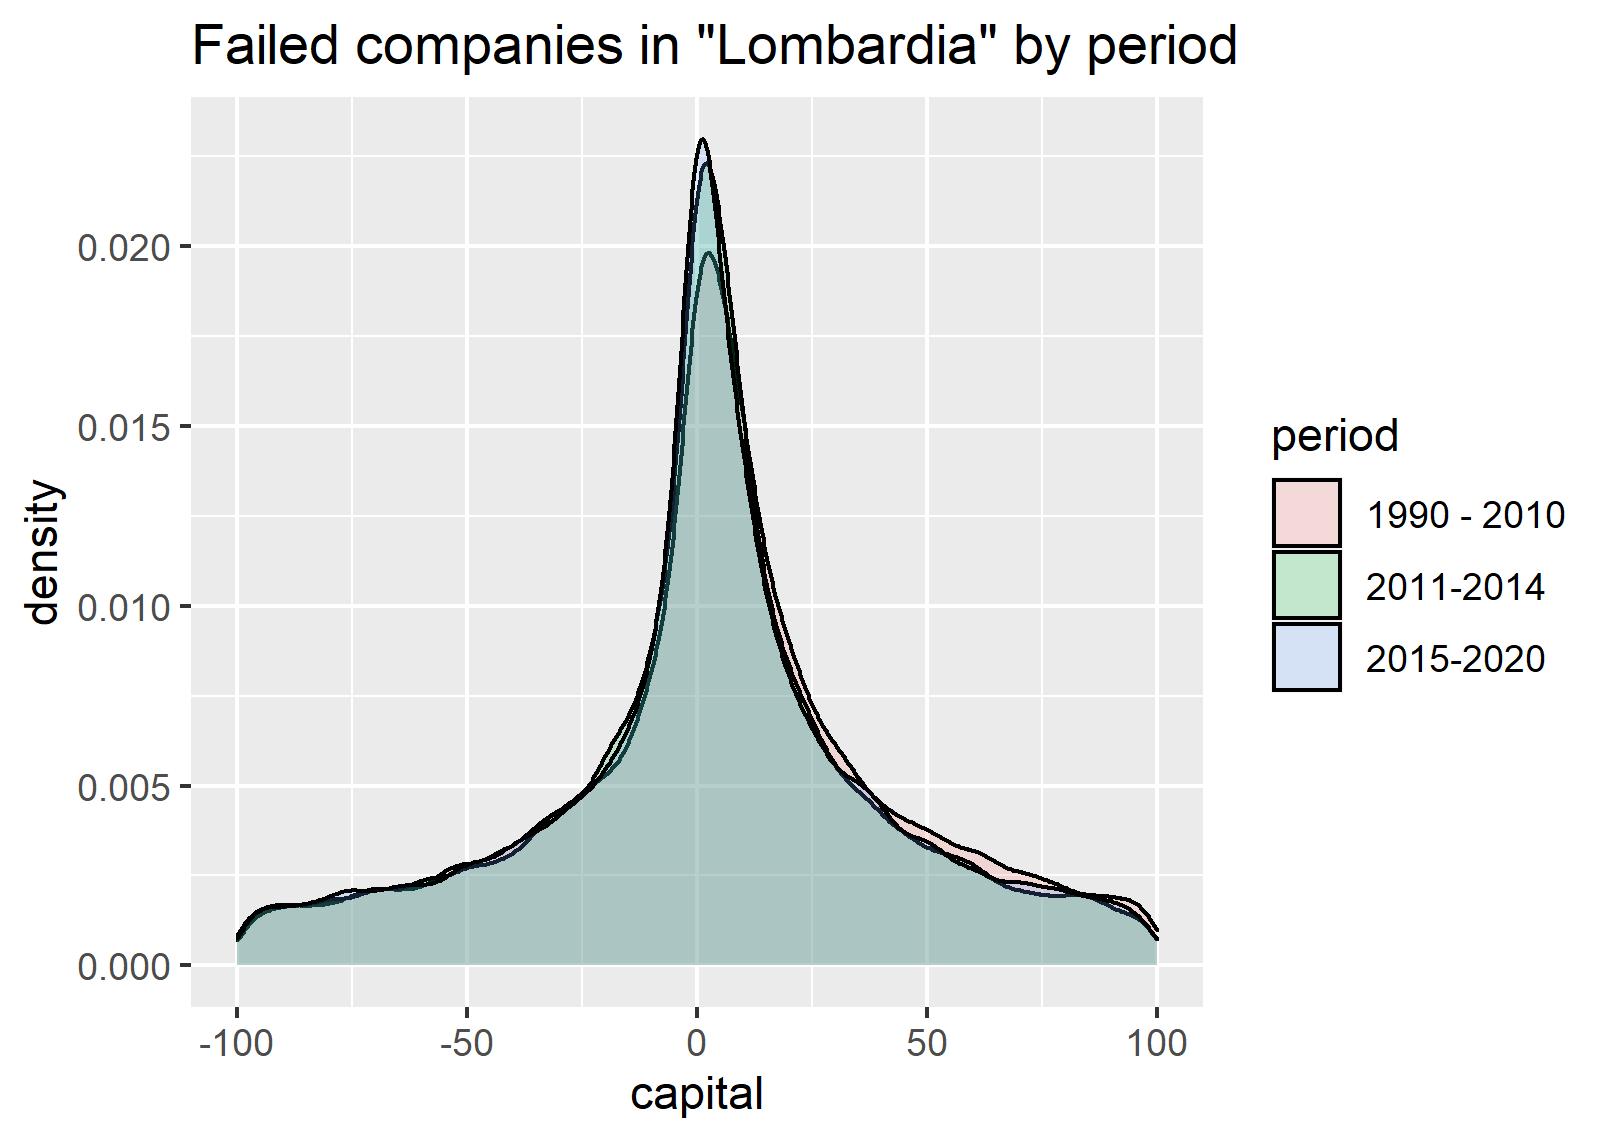 Failed companies in "Lombardia" by period
0.020
0.015
0.010
0.005
0.000
density
-100 -50 0 50 100
capital
period
1990 - 2010
2011-2014
2015-2020